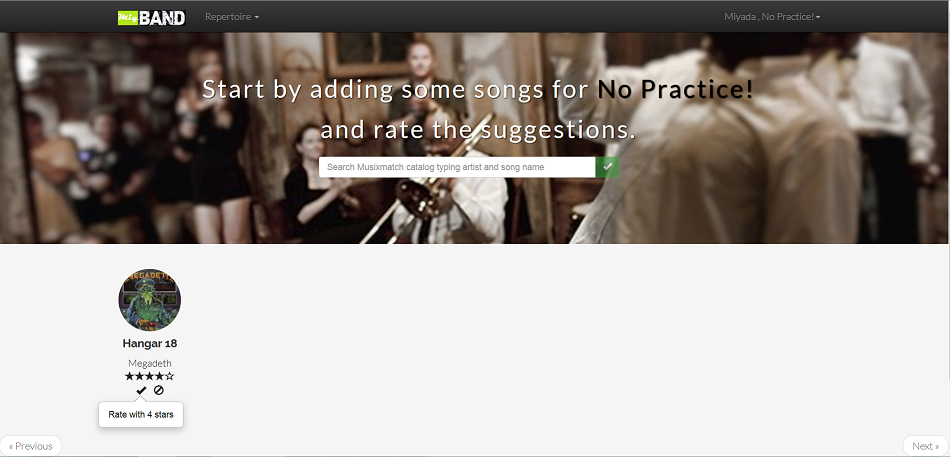 Help BAND
Repertoire
Miyada , No Practice!
Start by adding some songs for No Practice!
and rate the suggestions.
Search Musixmatch catalog typing artist and song name
MEGADETH
Hangar 18
Megadeth
Rate with 4 stars
« Previous
Next »